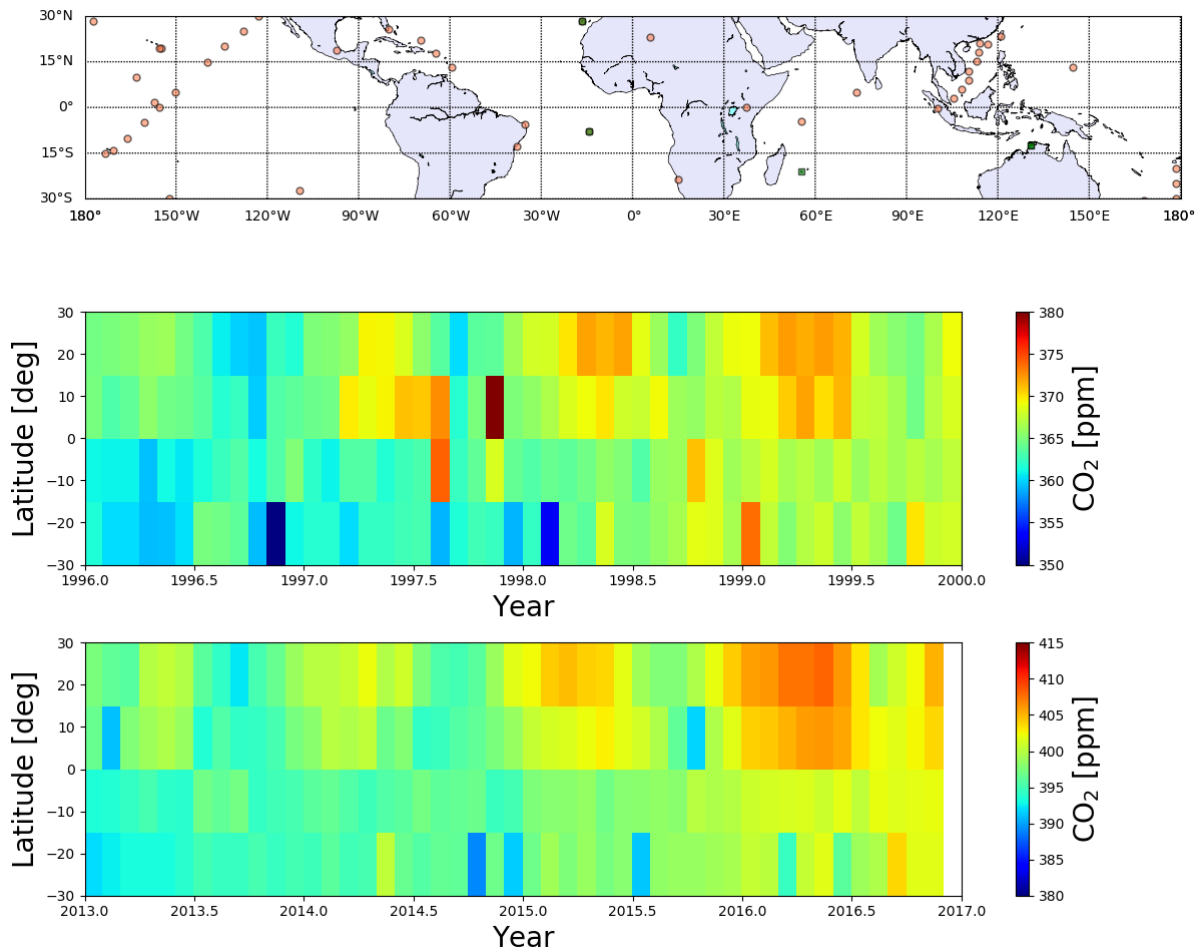 30°N
15°N
0°
15°S
30°S
180° 150°W 120°W 90°W 60°W 30°W 0° 30°E 60°E 90°E 120°E 150°E 180°
30
20
10
0
−10
−20
−30
Latitude [deg]
1996.0 1996.5 1997.0 1997.5 1998.0 1998.5 1999.0 1999.5 2000.0
Year
380
375
370
365
360
355
350
CO₂ [ppm]
30
20
10
0
−10
−20
−30
Latitude [deg]
2013.0 2013.5 2014.0 2014.5 2015.0 2015.5 2016.0 2016.5 2017.0
Year
415
410
405
400
395
390
385
380
CO₂ [ppm]